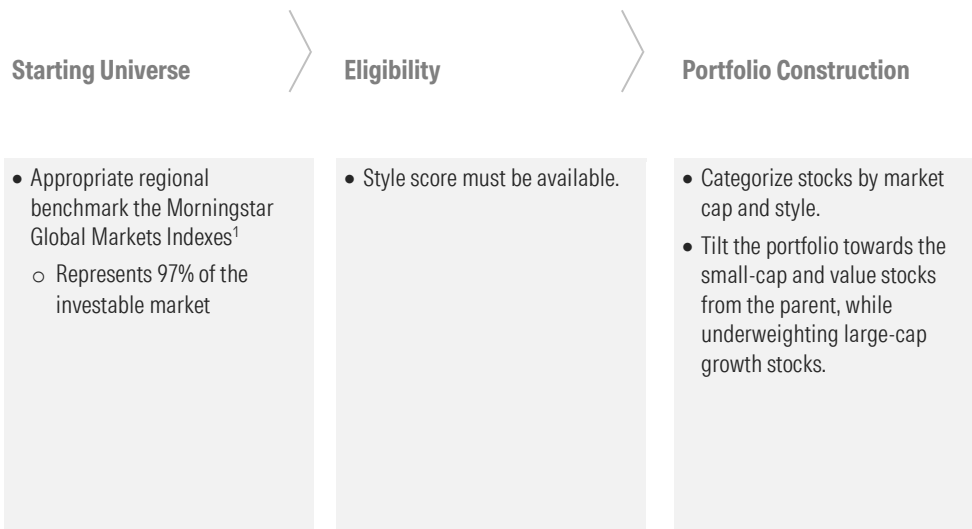 Starting Universe
Eligibility
Portfolio Construction
• Appropriate regional
benchmark the Morningstar
Global Markets Indexes¹
○ Represents 97% of the
investable market
• Style score must be available.
• Categorize stocks by market
cap and style.
• Tilt the portfolio towards the
small-cap and value stocks
from the parent, while
underweighting large-cap
growth stocks.